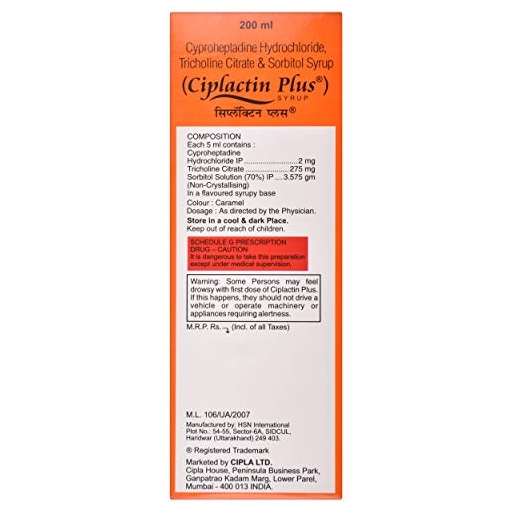 200 ml
Cyproheptadine Hydrochloride,
Tricholine Citrate & Sorbitol Syrup
(Ciplactin Plus®)
SYRUP
सिप्लॅक्टिन प्लस®
COMPOSITION
Each 5 ml contains :
Cyproheptadine
Hydrochloride IP.......................2 mg
Tricholine Citrate ..................275 mg
Sorbitol Solution (70%) IP....3.575 gm
(Non-Crystallising)
In a flavoured syrupy base
Colour : Caramel
Dosage : As directed by the Physician.
Store in a cool & dark Place.
Keep out of reach of children.
SCHEDULE G PRESCRIPTION
DRUG – CAUTION
It is dangerous to take this preparation
except under medical supervision.
Warning: Some Persons may feel
drowsy with first dose of Ciplactin Plus.
If this happens, they should not drive a
vehicle or operate machinery or
appliances requiring alertness.
M.R.P. Rs. (Incl. of all Taxes)
M.L. 106/UA/2007
Manufactured by: HSN International
Plot No.: 54-55, Sector-6A, SIDCUL,
Haridwar (Uttarakhand) 249 403.
® Registered Trademark
Marketed by CIPLA LTD.
Cipla House, Peninsula Business Park,
Ganpatrao Kadam Marg, Lower Parel,
Mumbai - 400 013 INDIA.